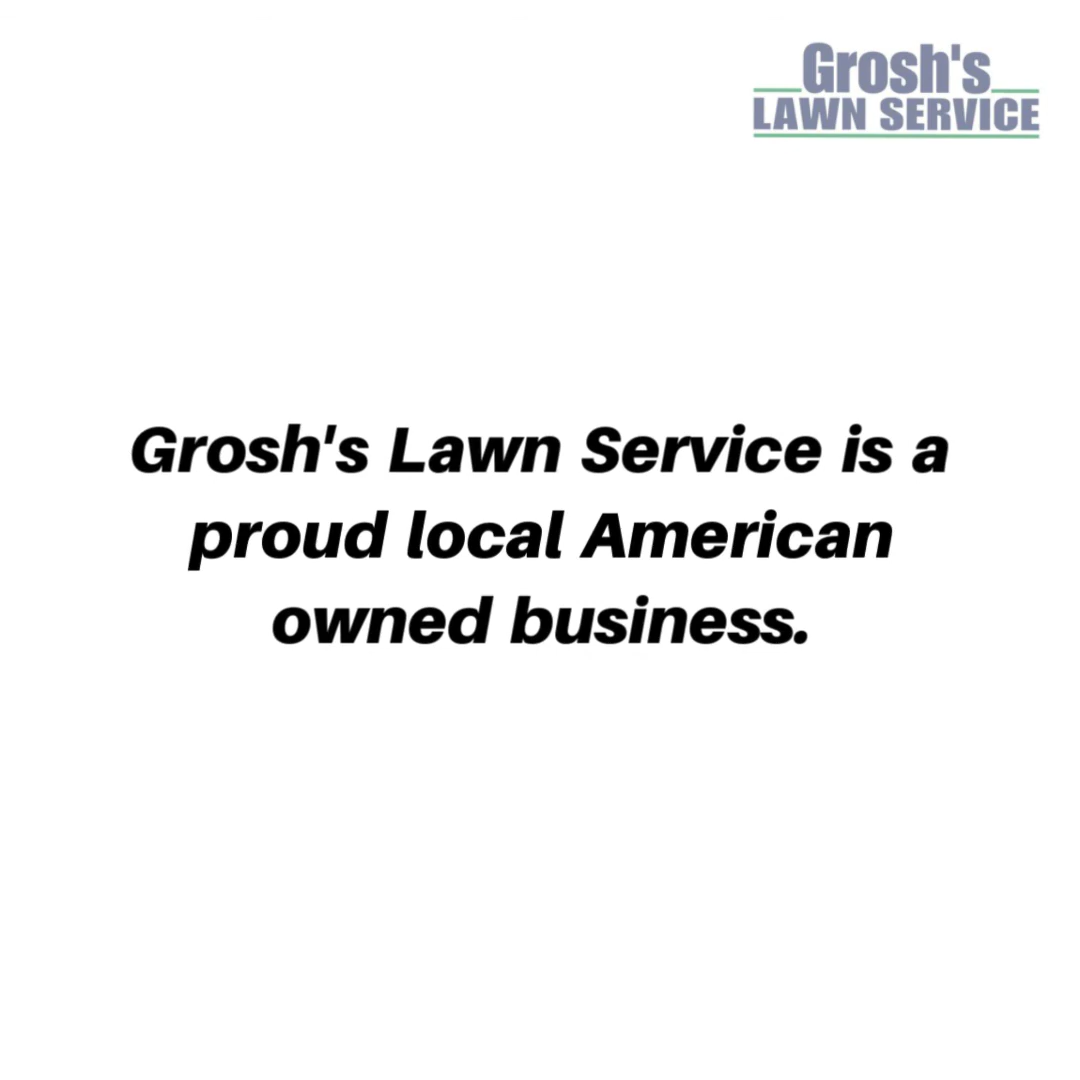 Grosh's
LAWN SERVICE
Grosh's Lawn Service is a
proud local American
owned business.